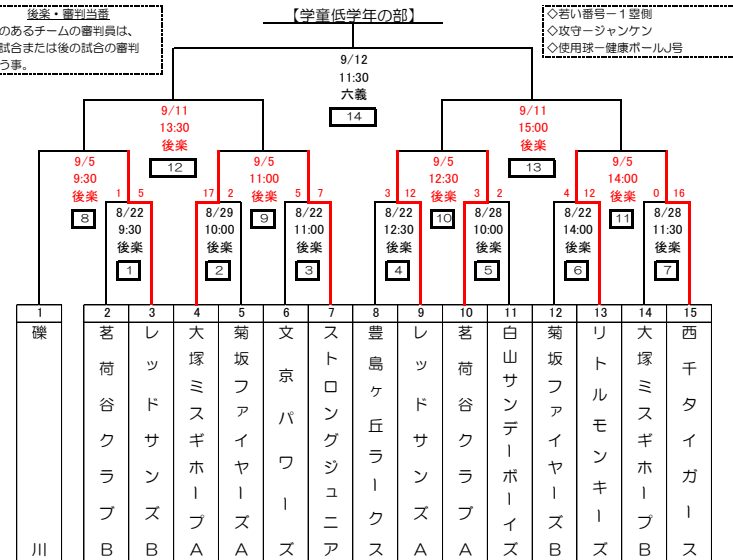 後楽・審判当番
のあるチームの審判員は、
試合または後の試合の審判
う事。
【学童低学年の部】
◇若い番号ー1塁側
◇攻守ージャンケン
◇使用球ー健康ボールJ号
9/12
11:30
六義
14
9/11
13:30
後楽
12
9/11
15:00
後楽
13
9/5
9:30
後楽
8
9/5
11:00
後楽
9
9/5
12:30
後楽
10
9/5
14:00
後楽
11
1 5
8/22
9:30
後楽
1
17 2
8/29
10:00
後楽
2
5 7
8/22
11:00
後楽
3
3 12
8/22
12:30
後楽
4
3 2
8/28
10:00
後楽
5
4 12
8/22
14:00
後楽
6
0 16
8/28
11:30
後楽
7
1
礫川
2
茗荷谷クラブB
3
レッドサンズB
4
大塚ミスギホープA
5
菊坂ファイヤーズA
6
文京パワーズ
7
ストロングジュニア
8
豊島ヶ丘ラークス
9
レッドサンズA
10
茗荷谷クラブA
11
白山サンデーボーイズ
12
菊坂ファイヤーズB
13
リトルモンキーズ
14
大塚ミスギホープB
15
西千タイガース